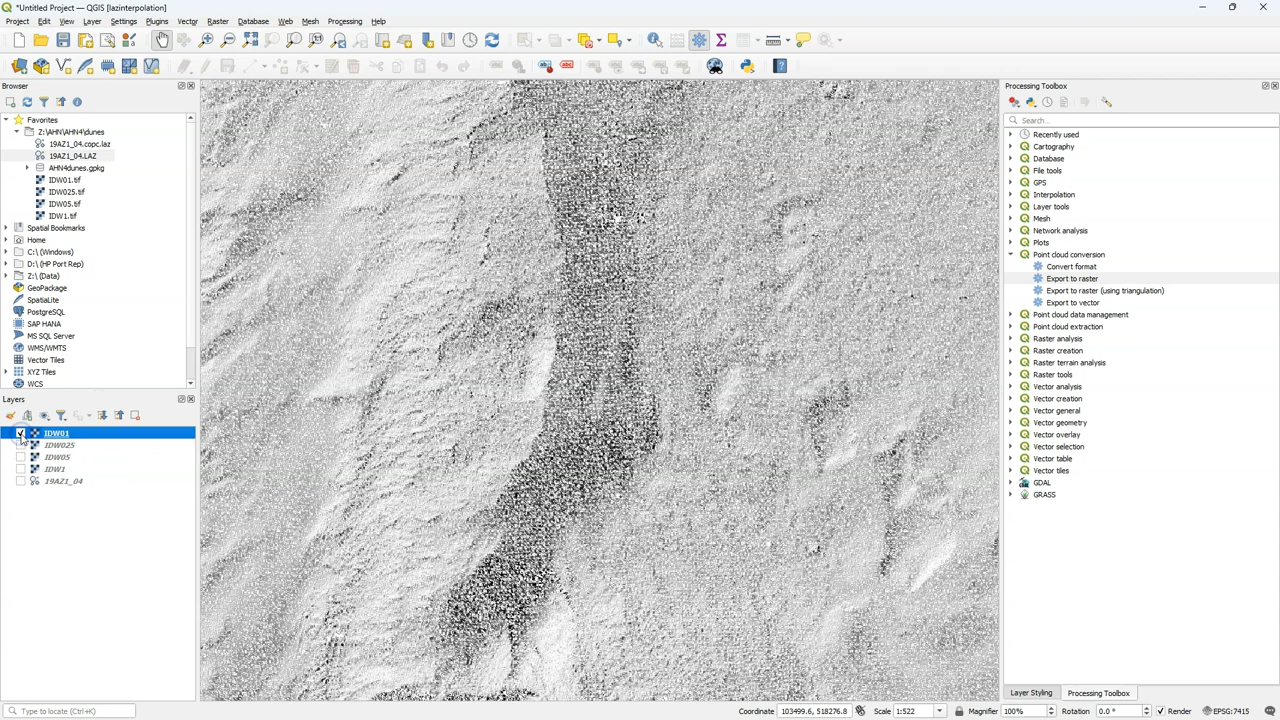 *Untitled Project — QGIS [lazinterpolation]
Project Edit View Layer Settings Plugins Vector Raster Database Web Mesh Processing Help
Browser
Favorites
Z:\AHN\AHN4\dunes
19AZ1_04.copc.laz
19AZ1_04.LAZ
AHN4dunes.gpkg
IDW01.tif
IDW025.tif
IDW05.tif
IDW1.tif
Spatial Bookmarks
Home
C:\ (Windows)
D:\ (HP Port Rep)
Z:\ (Data)
GeoPackage
SpatiaLite
PostgreSQL
SAP HANA
MS SQL Server
WMS/WMTS
Vector Tiles
XYZ Tiles
WCS
Layers
IDW01
IDW025
IDW05
IDW1
19AZ1_04
Processing Toolbox
Search...
Recently used
Cartography
Database
File tools
GPS
Interpolation
Layer tools
Mesh
Network analysis
Plots
Point cloud conversion
Convert format
Export to raster
Export to raster (using triangulation)
Export to vector
Point cloud data management
Point cloud extraction
Raster analysis
Raster creation
Raster terrain analysis
Raster tools
Vector analysis
Vector creation
Vector general
Vector geometry
Vector overlay
Vector selection
Vector table
Vector tiles
GDAL
GRASS
Layer Styling Processing Toolbox
Type to locate (Ctrl+K) Coordinate 103499.6, 518276.8 Scale 1:522 Magnifier 100% Rotation 0.0 ° Render EPSG:7415